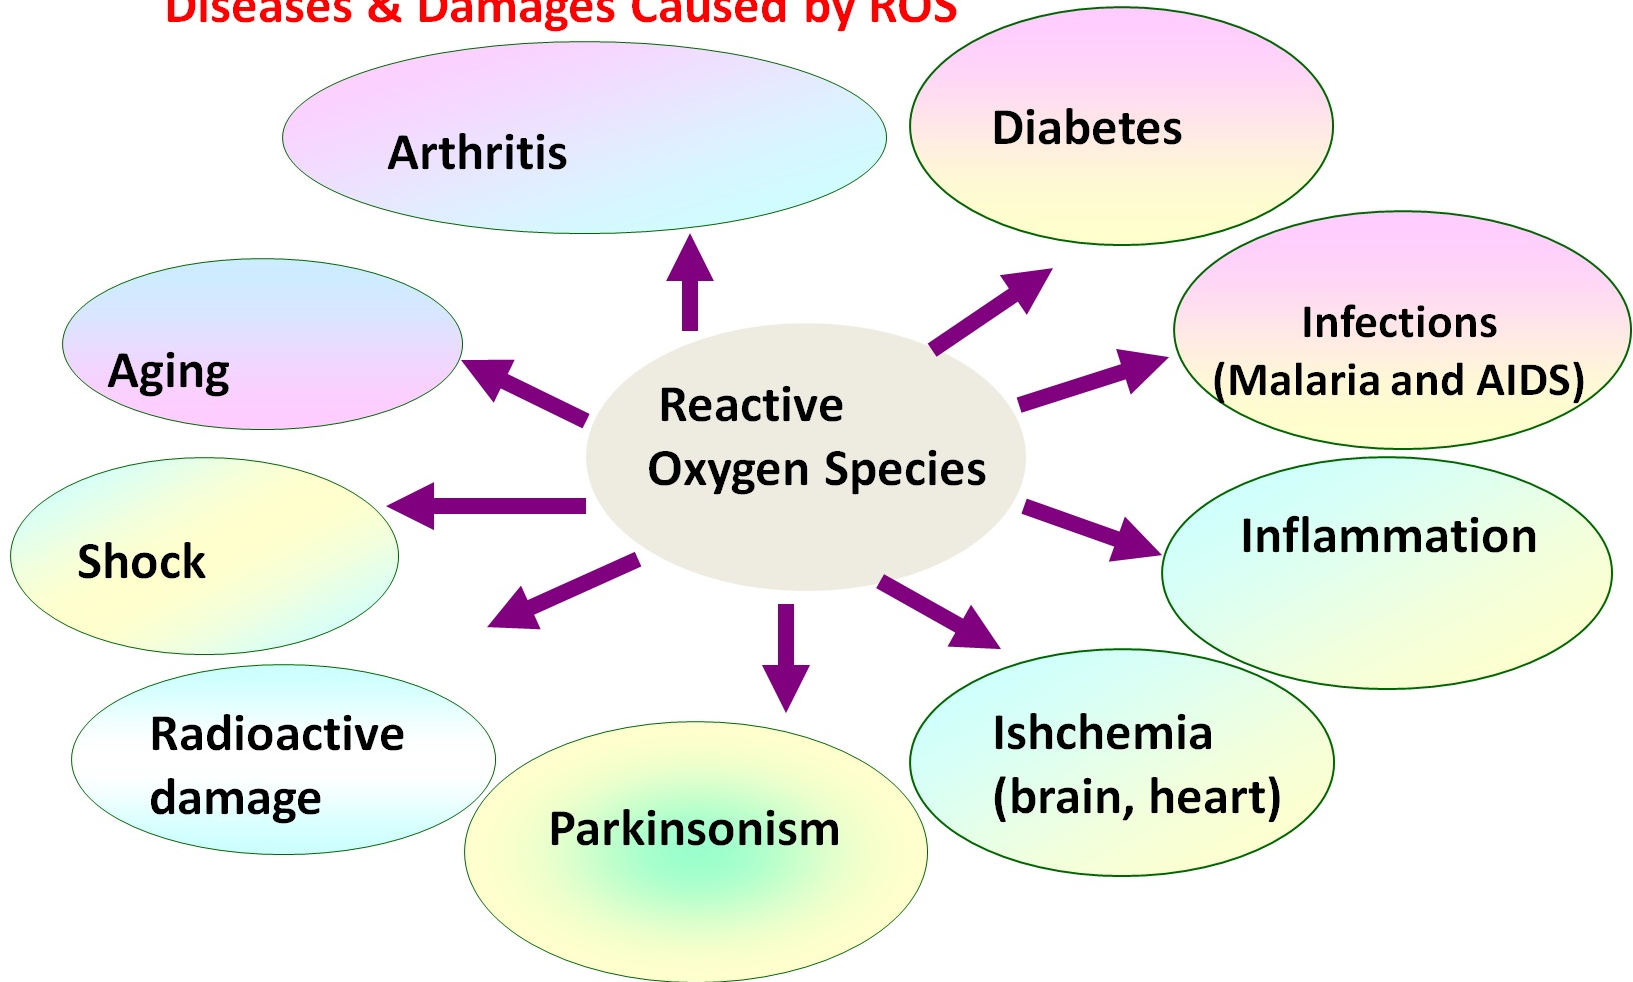 Diseases & Damages Caused by ROS
Arthritis
Diabetes
Infections
(Malaria and AIDS)
Aging
Reactive
Oxygen Species
Shock
Inflammation
Radioactive
damage
Parkinsonism
Ishchemia
(brain, heart)